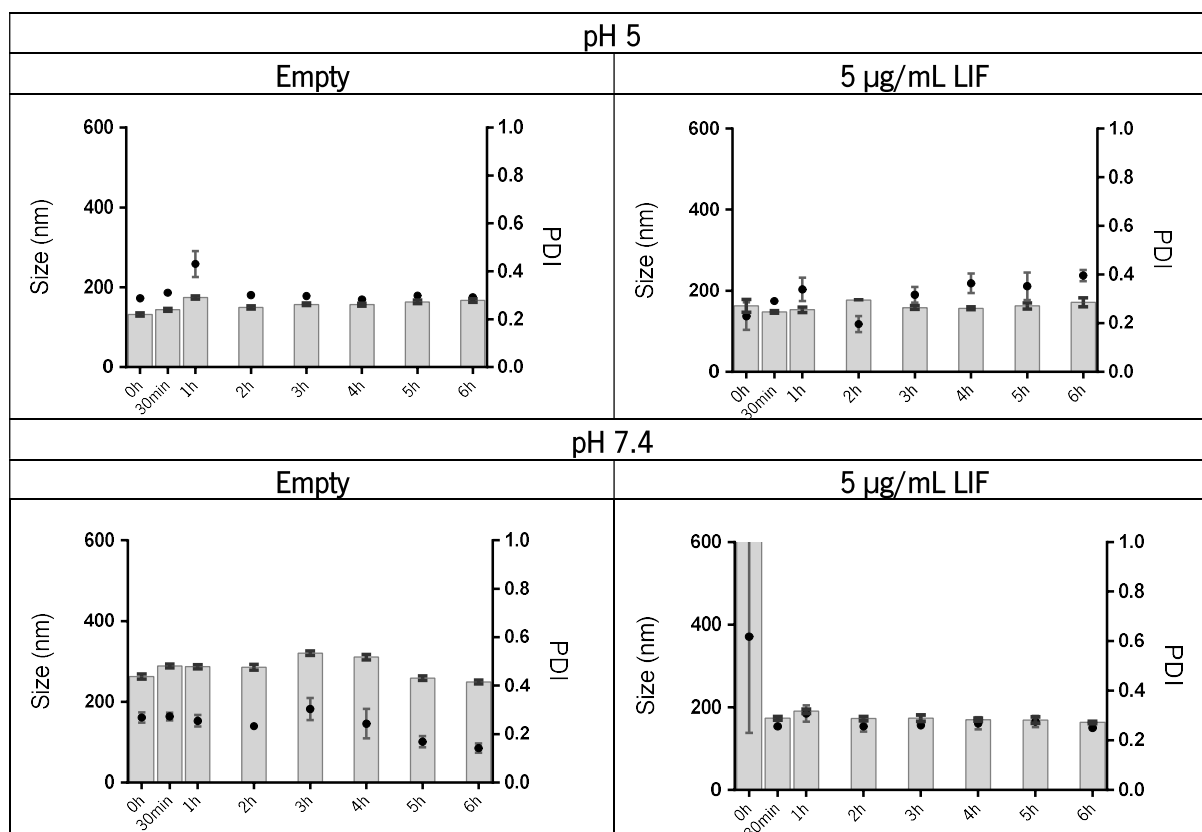 pH 5
Empty
5 µg/mL LIF
Size (nm)
600
400
200
0
1.0
0.8
0.6
0.4
0.2
0.0
PDI
0h
30min
1h
2h
3h
4h
5h
6h
Size (nm)
600
400
200
0
1.0
0.8
0.6
0.4
0.2
0.0
PDI
0h
30min
1h
2h
3h
4h
5h
6h
pH 7.4
Empty
5 µg/mL LIF
Size (nm)
600
400
200
0
1.0
0.8
0.6
0.4
0.2
0.0
PDI
0h
30min
1h
2h
3h
4h
5h
6h
Size (nm)
600
400
200
0
1.0
0.8
0.6
0.4
0.2
0.0
PDI
0h
30min
1h
2h
3h
4h
5h
6h